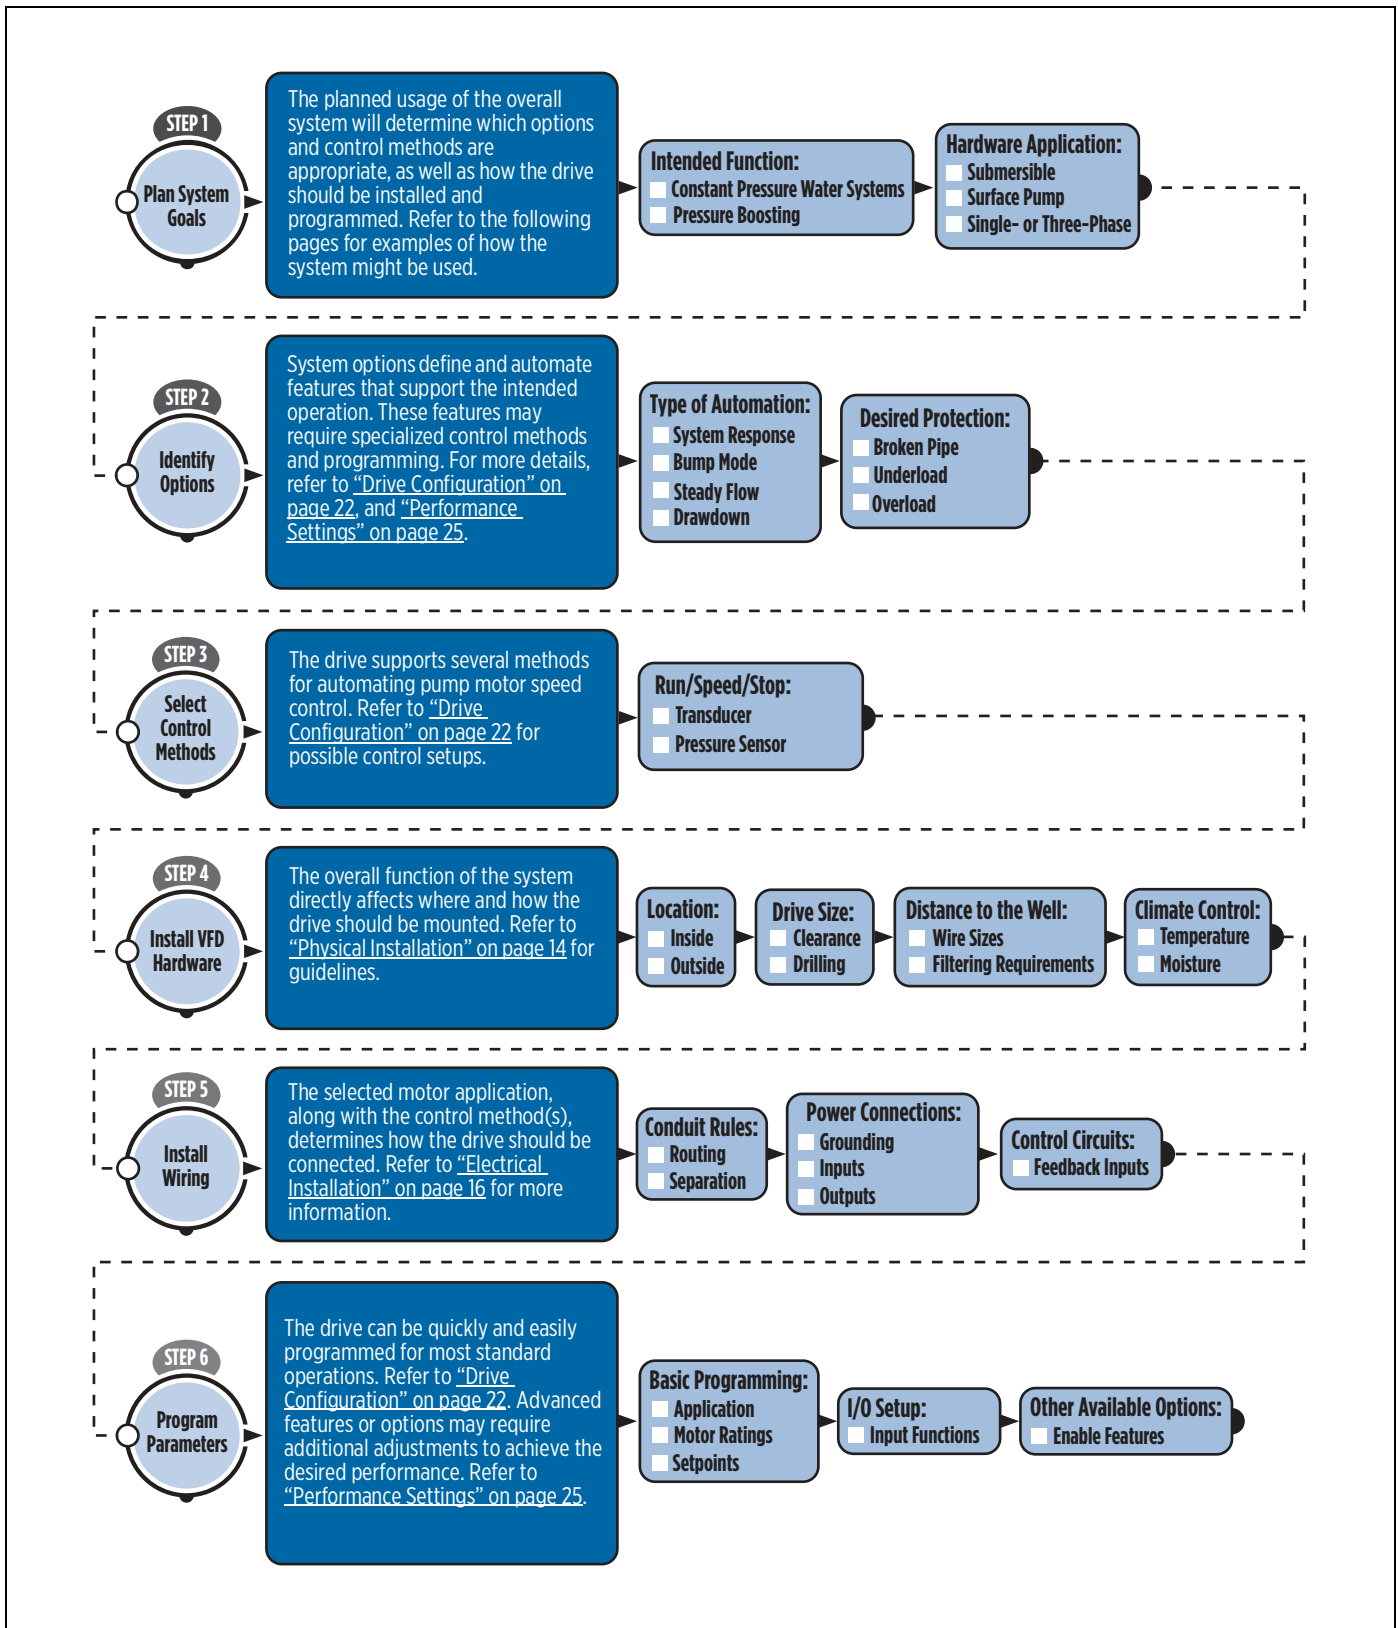 STEP 1
Plan System
Goals
The planned usage of the overall
system will determine which options
and control methods are
appropriate, as well as how the drive
should be installed and
programmed. Refer to the following
pages for examples of how the
system might be used.
Intended Function:
Constant Pressure Water Systems
Pressure Boosting
Hardware Application:
Submersible
Surface Pump
Single- or Three-Phase
STEP 2
Identify
Options
System options define and automate
features that support the intended
operation. These features may
require specialized control methods
and programming. For more details,
refer to “Drive Configuration” on
page 22, and “Performance
Settings” on page 25.
Type of Automation:
System Response
Bump Mode
Steady Flow
Drawdown
Desired Protection:
Broken Pipe
Underload
Overload
STEP 3
Select
Control
Methods
The drive supports several methods
for automating pump motor speed
control. Refer to “Drive
Configuration” on page 22 for
possible control setups.
Run/Speed/Stop:
Transducer
Pressure Sensor
STEP 4
Install VFD
Hardware
The overall function of the system
directly affects where and how the
drive should be mounted. Refer to
“Physical Installation” on page 14 for
guidelines.
Location:
Inside
Outside
Drive Size:
Clearance
Drilling
Distance to the Well:
Wire Sizes
Filtering Requirements
Climate Control:
Temperature
Moisture
STEP 5
Install
Wiring
The selected motor application,
along with the control method(s),
determines how the drive should be
connected. Refer to “Electrical
Installation” on page 16 for more
information.
Conduit Rules:
Routing
Separation
Power Connections:
Grounding
Inputs
Outputs
Control Circuits:
Feedback Inputs
STEP 6
Program
Parameters
The drive can be quickly and easily
programmed for most standard
operations. Refer to “Drive
Configuration” on page 22. Advanced
features or options may require
additional adjustments to achieve the
desired performance. Refer to
“Performance Settings” on page 25.
Basic Programming:
Application
Motor Ratings
Setpoints
I/O Setup:
Input Functions
Other Available Options:
Enable Features